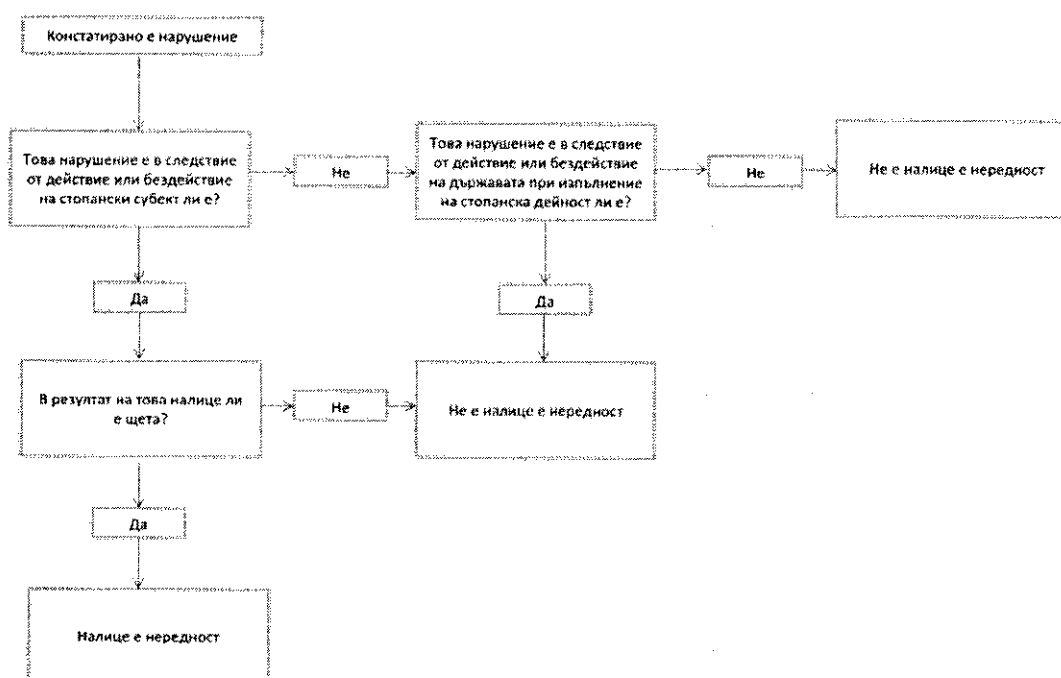 Констатирано е нарушение
Това нарушение е в следствие
от действие или бездействие
на стопански субект ли е?
Не
Това нарушение е в следствие
от действие или бездействие
на държавата при изпълнение
на стопанска дейност ли е?
Не
Не е налице е нередност
Да
Да
В резултат на това налице ли
е щета?
Не
Не е налице е нередност
Да
Налице е нередност